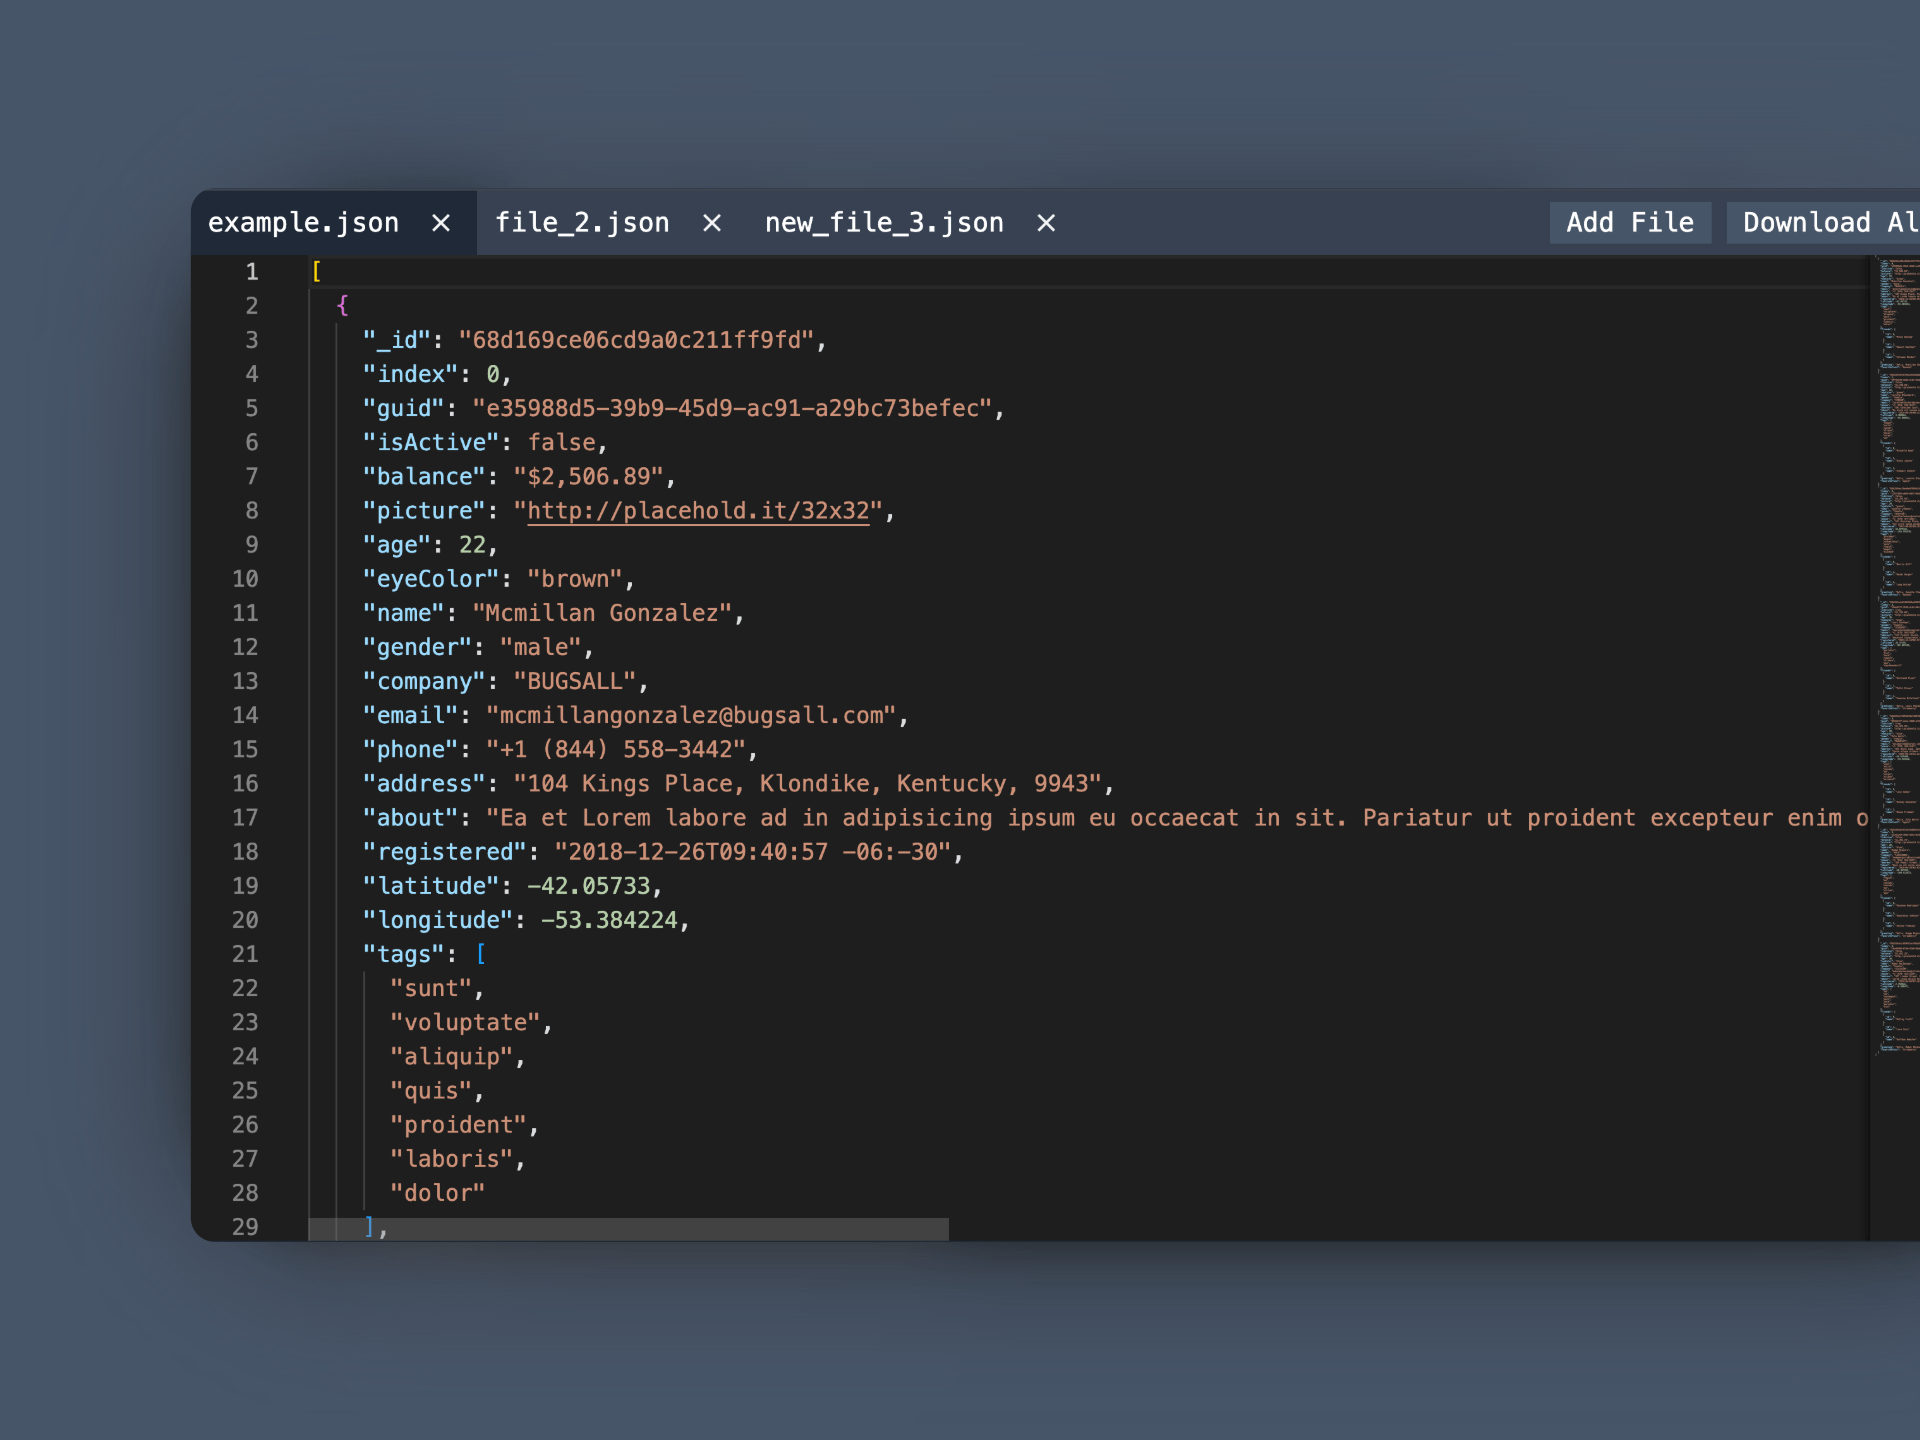 example.json × file_2.json × new_file_3.json × Add File Download Al
1 [
2 {
3 "_id": "68d169ce06cd9a0c211ff9fd",
4 "index": 0,
5 "guid": "e35988d5-39b9-45d9-ac91-a29bc73befec",
6 "isActive": false,
7 "balance": "$2,506.89",
8 "picture": "http://placehold.it/32x32",
9 "age": 22,
10 "eyeColor": "brown",
11 "name": "Mcmillan Gonzalez",
12 "gender": "male",
13 "company": "BUGSALL",
14 "email": "mcmillangonzalez@bugsall.com",
15 "phone": "+1 (844) 558-3442",
16 "address": "104 Kings Place, Klondike, Kentucky, 9943",
17 "about": "Ea et Lorem labore ad in adipisicing ipsum eu occaecat in sit. Pariatur ut proident excepteur enim o
18 "registered": "2018-12-26T09:40:57 -06:-30",
19 "latitude": -42.05733,
20 "longitude": -53.384224,
21 "tags": [
22 "sunt",
23 "voluptate",
24 "aliquip",
25 "quis",
26 "proident",
27 "laboris",
28 "dolor"
29 ],